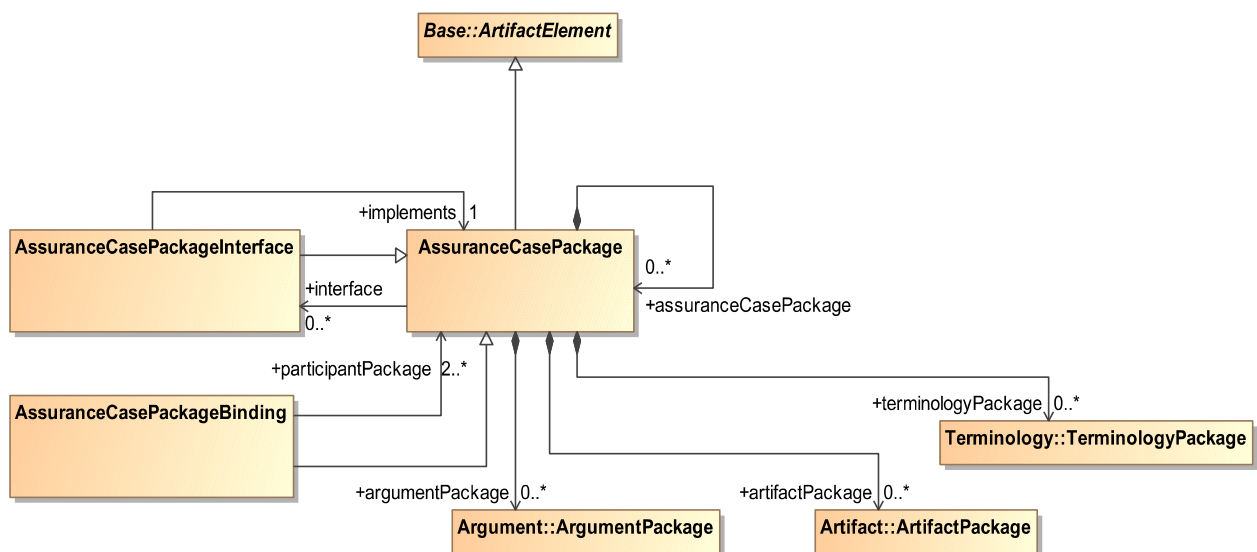 Base::ArtifactElement
+implements 1
AssuranceCasePackageInterface
AssuranceCasePackage
0..*
+assuranceCasePackage
+interface
0..*
+participantPackage 2..*
AssuranceCasePackageBinding
+terminologyPackage 0..*
Terminology::TerminologyPackage
+argumentPackage 0..*
+artifactPackage 0..*
Argument::ArgumentPackage
Artifact::ArtifactPackage